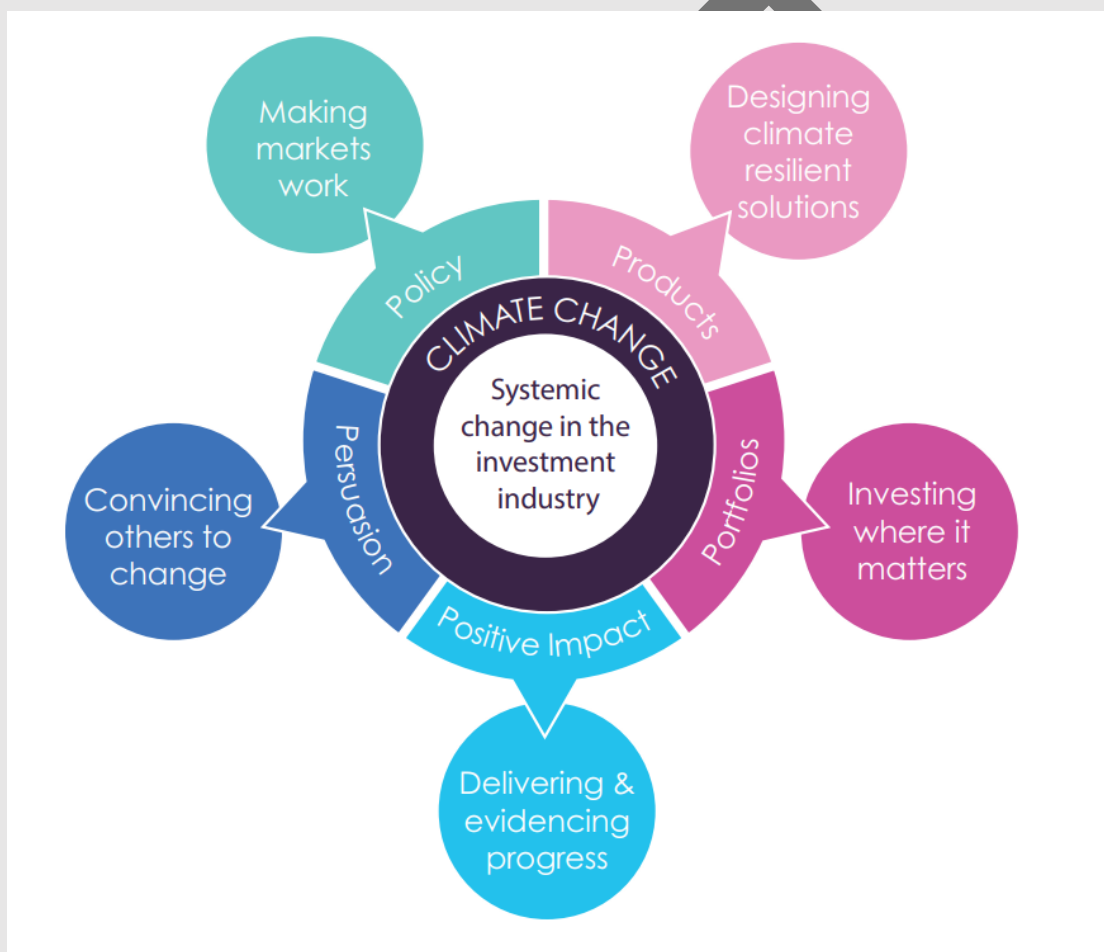 Making
markets
work
Designing
climate
resilient
solutions
Policy
Products
CLIMATE CHANGE
Systemic
change in the
investment
industry
Persuasion
Portfolios
Convincing
others to
change
Investing
where it
matters
Positive Impact
Delivering &
evidencing
progress